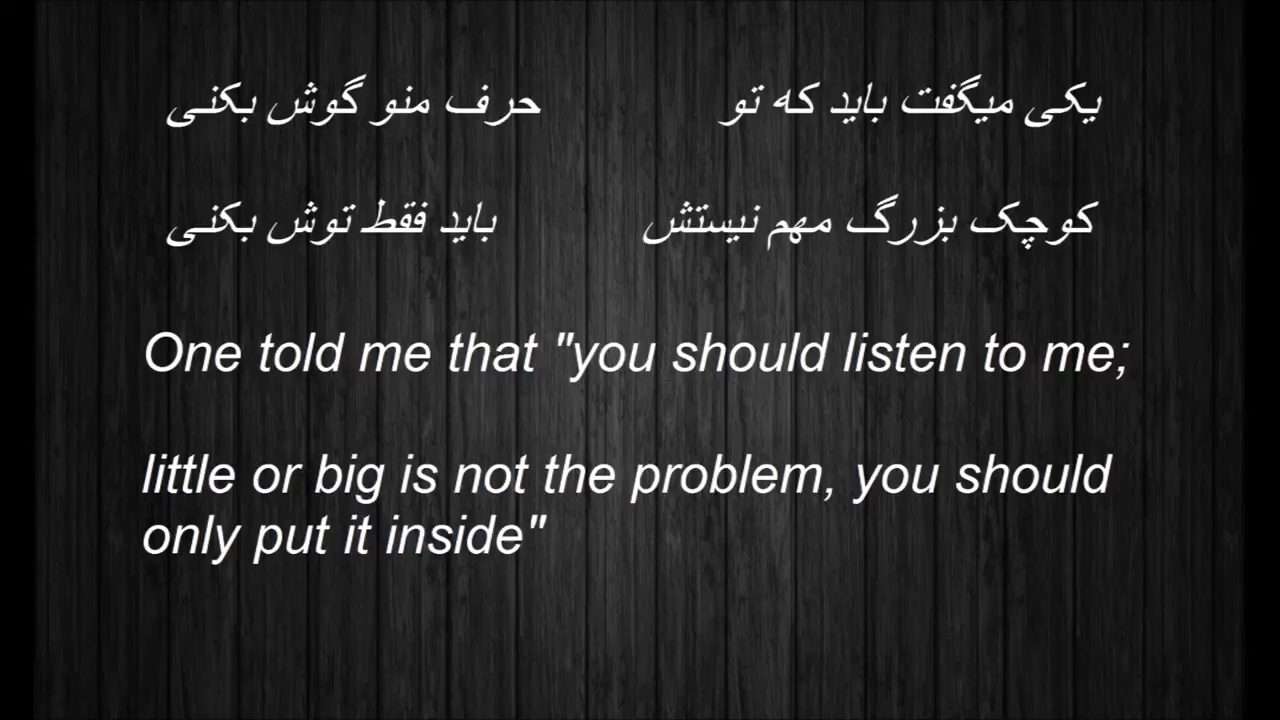 یکی میگفت باید که تو حرف منو گوش بکنی
کوچک بزرگ مهم نیستش باید فقط توش بکنی
One told me that "you should listen to me;
little or big is not the problem, you should
only put it inside"